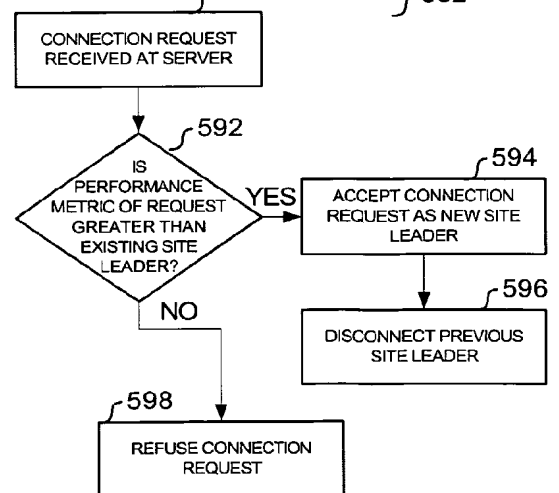 CONNECTION REQUEST
RECEIVED AT SERVER
592
IS
PERFORMANCE
METRIC OF REQUEST
GREATER THAN
EXISTING SITE
LEADER?
YES
594
ACCEPT CONNECTION
REQUEST AS NEW SITE
LEADER
596
DISCONNECT PREVIOUS
SITE LEADER
NO
598
REFUSE CONNECTION
REQUEST